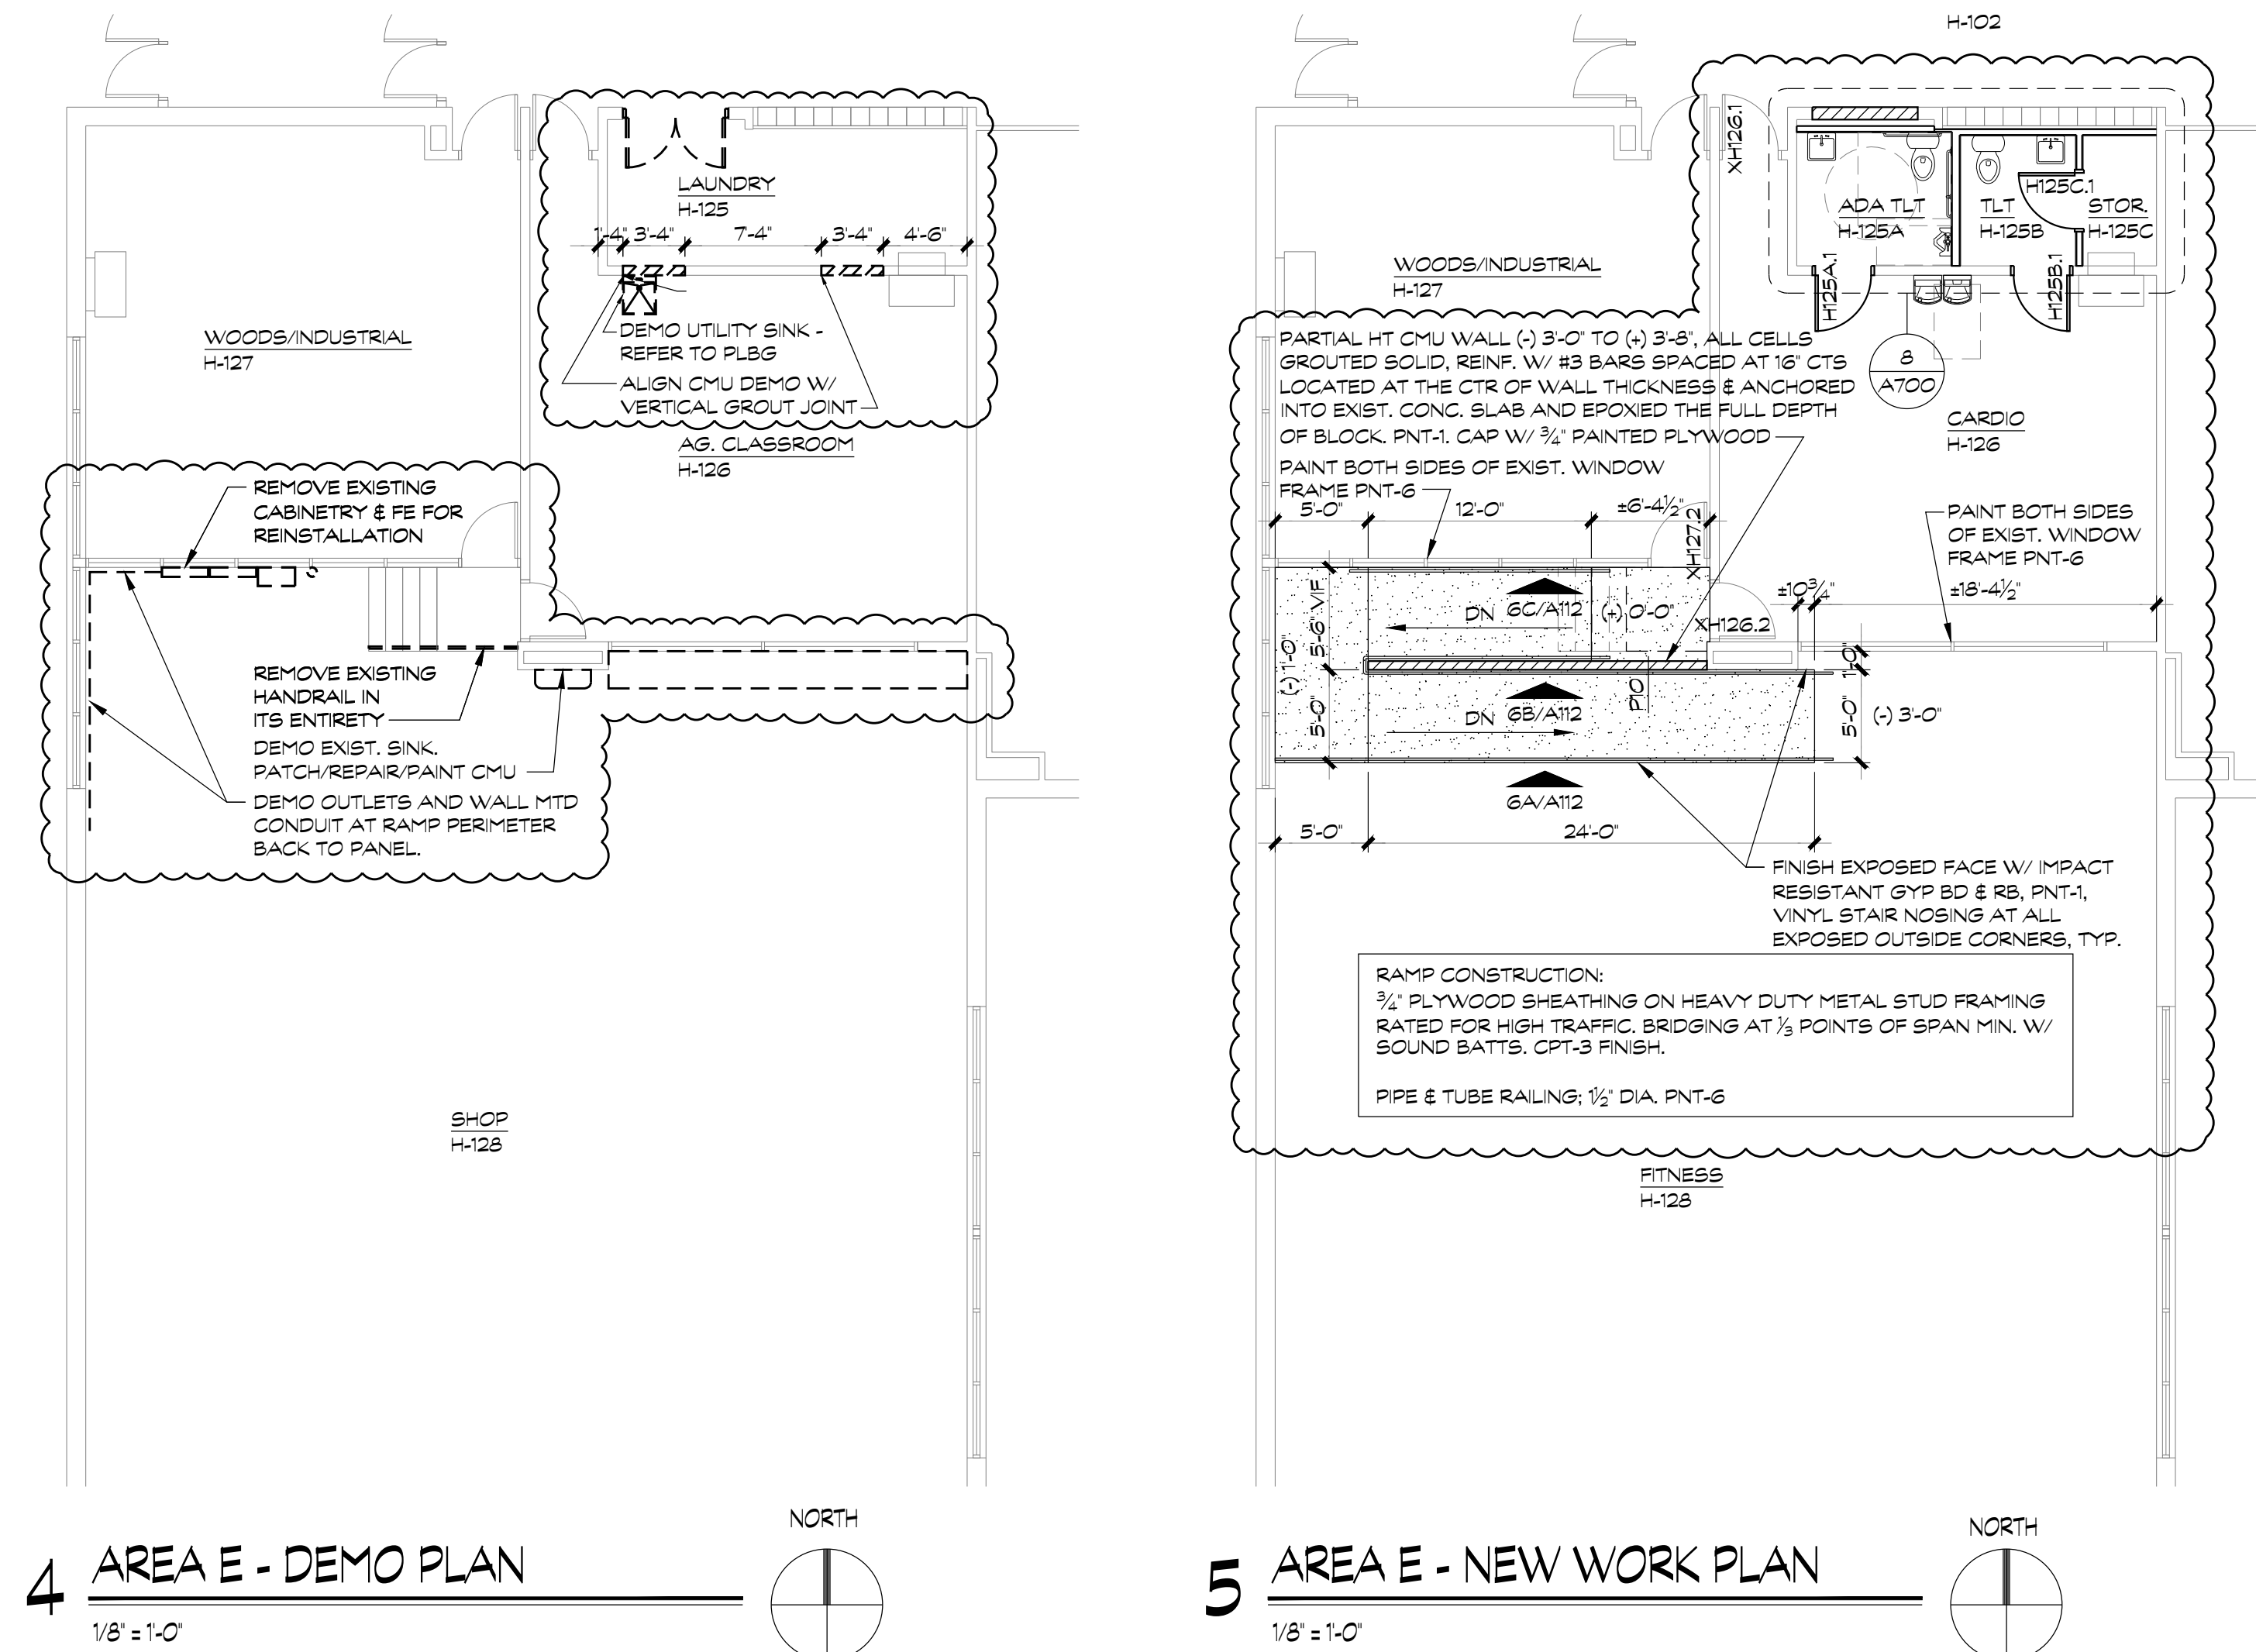 LAUNDRY
H-125
1'-4"
3'-4"
7'-4"
3'-4"
4'-6"
DEMO UTILITY SINK -
REFER TO PLBG
ALIGN CMU DEMO W/
VERTICAL GROUT JOINT
WOODS/INDUSTRIAL
H-127
AG. CLASSROOM
H-126
REMOVE EXISTING
CABINETRY & FE FOR
REINSTALLATION
REMOVE EXISTING
HANDRAIL IN
ITS ENTIRETY
DEMO EXIST. SINK.
PATCH/REPAIR/PAINT CMU
DEMO OUTLETS AND WALL MTD
CONDUIT AT RAMP PERIMETER
BACK TO PANEL.
SHOP
H-128
NORTH
4
AREA E - DEMO PLAN
1/8" = 1'-0"
H-102
XH126.1
ADA TLT
H-125A
TLT
H-125B
H125C.1
STOR.
H-125C
H125A.1
H125B.1
WOODS/INDUSTRIAL
H-127
PARTIAL HT CMU WALL (-) 3'-0" TO (+) 3'-8", ALL CELLS
GROUTED SOLID, REINF. W/ #3 BARS SPACED AT 16" CTS
LOCATED AT THE CTR OF WALL THICKNESS & ANCHORED
INTO EXIST. CONC. SLAB AND EPOXIED THE FULL DEPTH
OF BLOCK. PNT-1. CAP W/ 3/4" PAINTED PLYWOOD
8
A700
CARDIO
H-126
PAINT BOTH SIDES OF EXIST. WINDOW
FRAME PNT-6
5'-0"
12'-0"
±6'-4½"
XH127.2
PAINT BOTH SIDES
OF EXIST. WINDOW
FRAME PNT-6
±10¾"
±18'-4½"
XH126.2
5'-6" VIF
DN
6C/A112
(+) 0'-0"
(-) 1'-0"
5'-0"
DN
6B/A112
P10
1'-0"
5'-0"
(-) 3'-0"
6A/A112
5'-0"
24'-0"
FINISH EXPOSED FACE W/ IMPACT
RESISTANT GYP BD & RB, PNT-1,
VINYL STAIR NOSING AT ALL
EXPOSED OUTSIDE CORNERS, TYP.
RAMP CONSTRUCTION:
¾" PLYWOOD SHEATHING ON HEAVY DUTY METAL STUD FRAMING
RATED FOR HIGH TRAFFIC. BRIDGING AT ⅓ POINTS OF SPAN MIN. W/
SOUND BATTS. CPT-3 FINISH.
PIPE & TUBE RAILING; 1½" DIA. PNT-6
FITNESS
H-128
NORTH
5
AREA E - NEW WORK PLAN
1/8" = 1'-0"